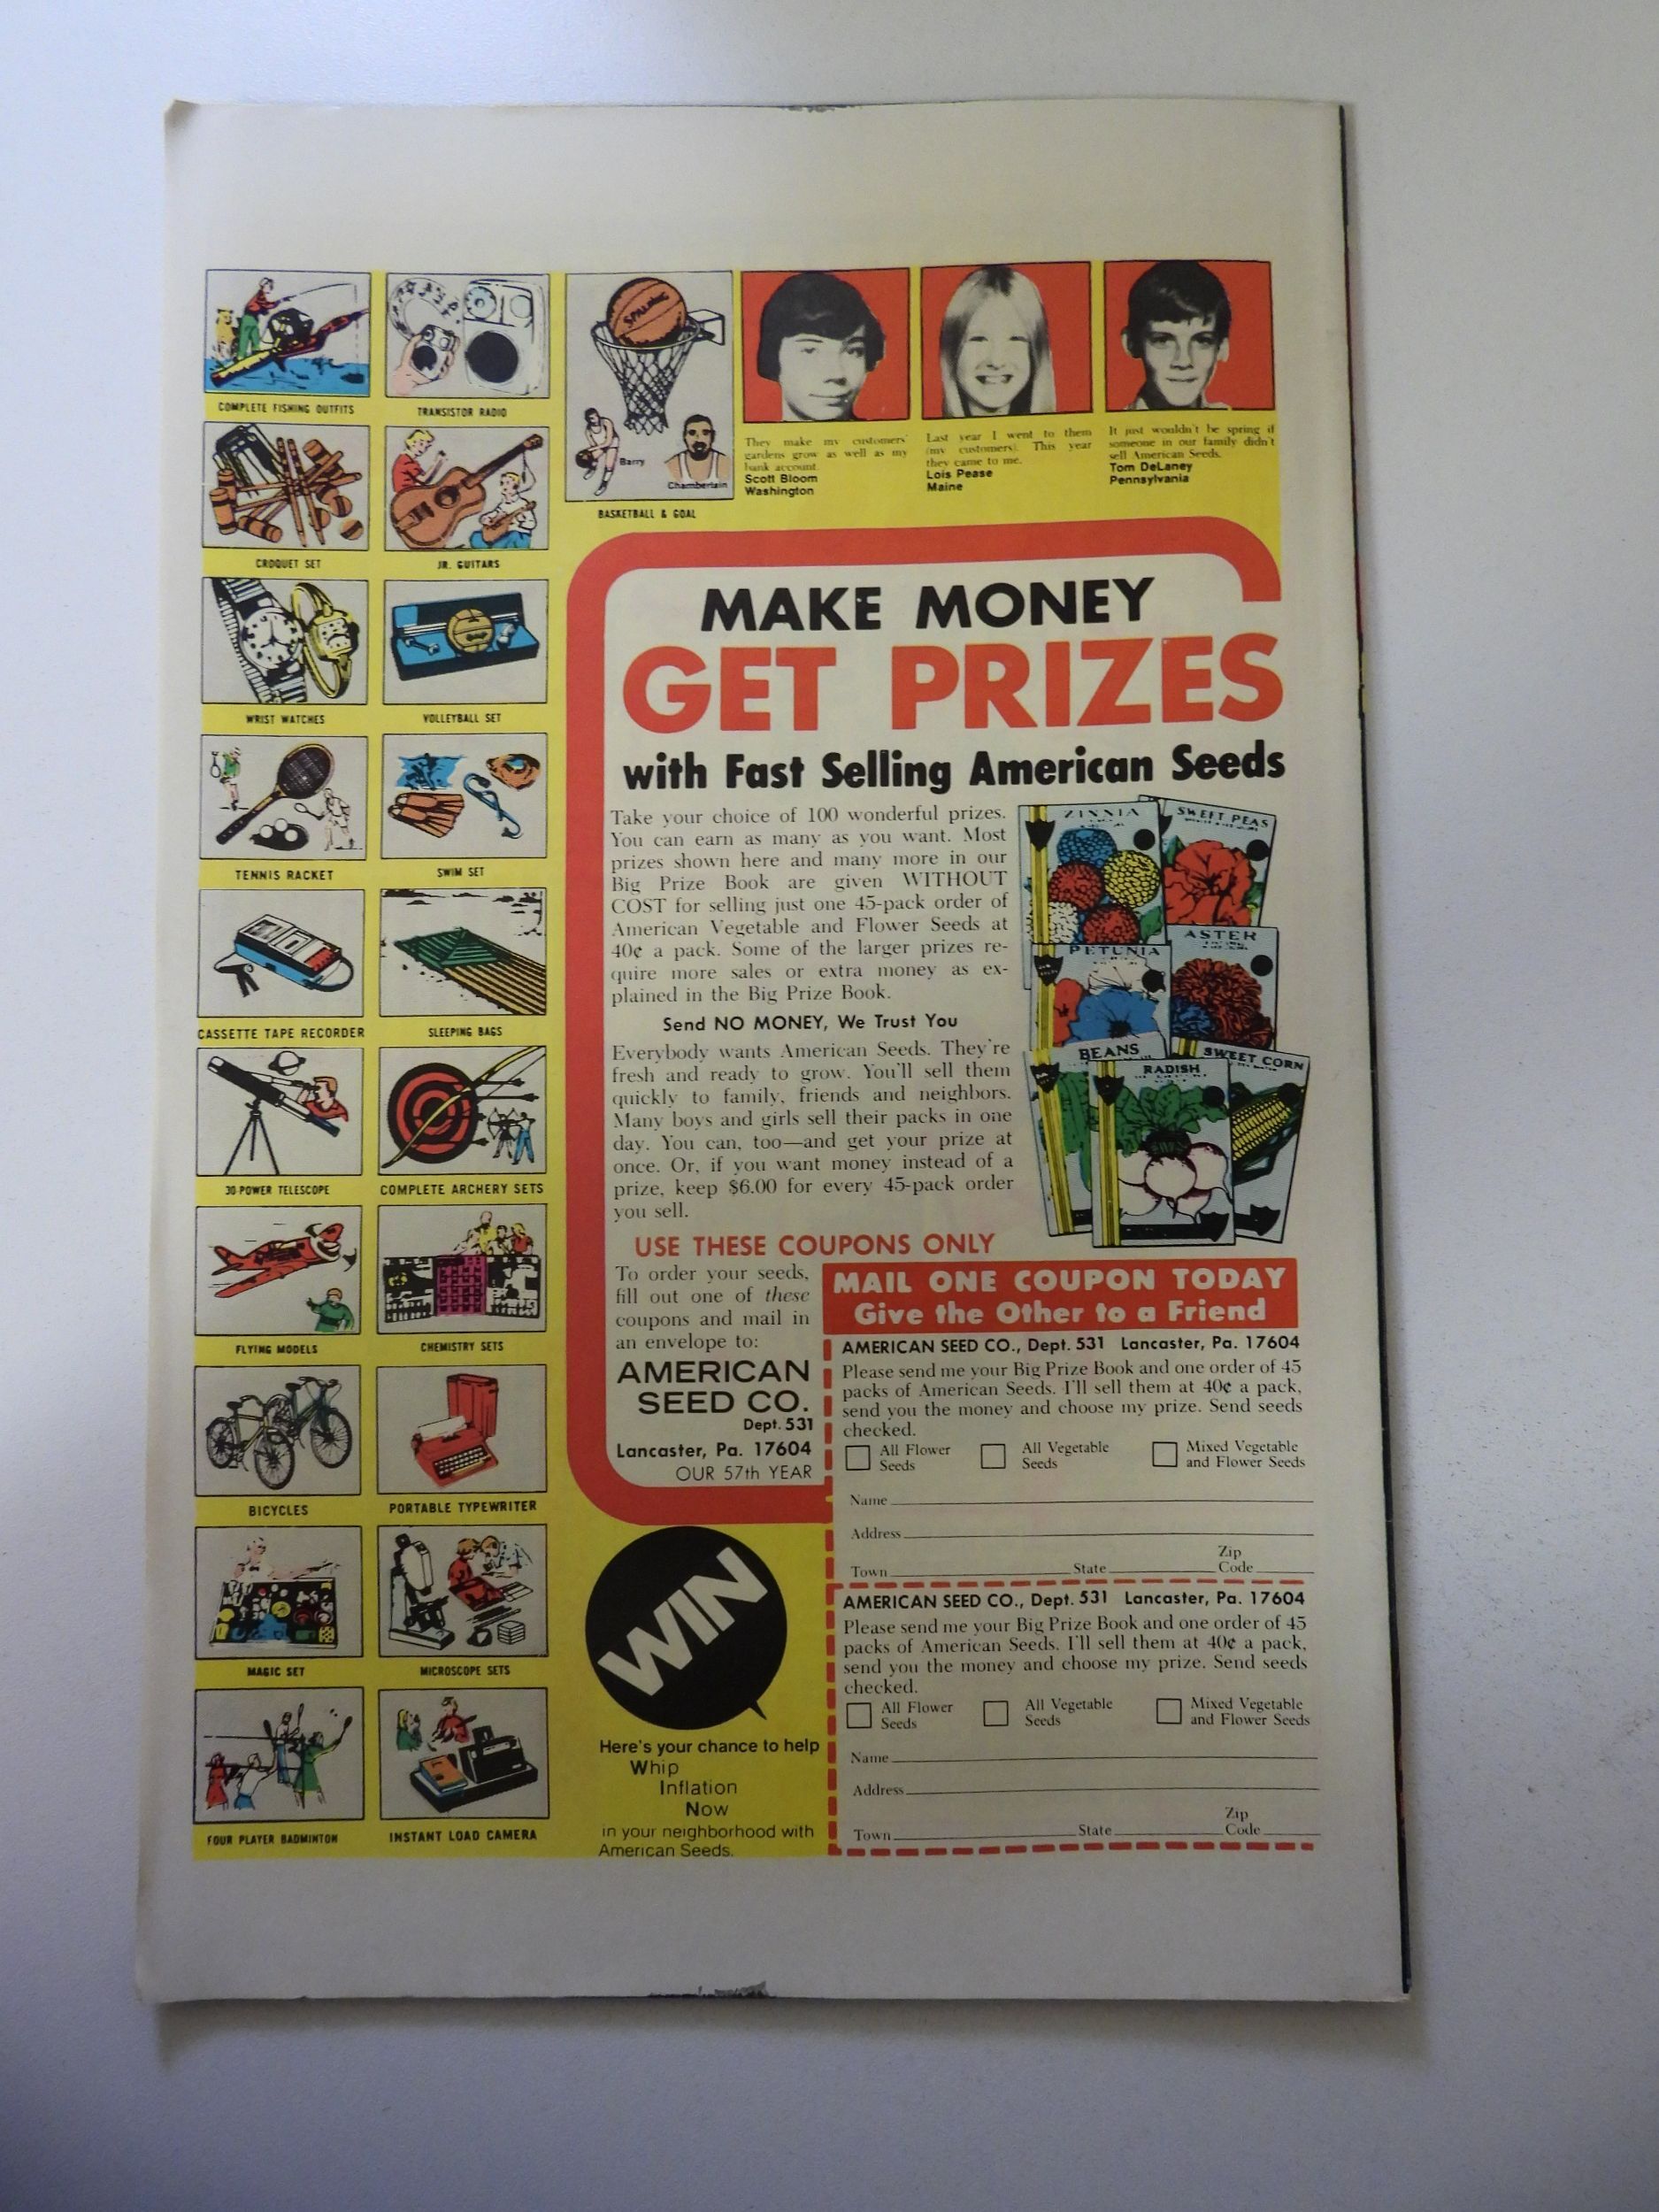 COMPLETE FISHING OUTFITS
TRANSISTOR RADIO
SPALDING
Barry
Chamberlain
BASKETBALL & GOAL
They make my customers'
gardens grow as well as my
bank account.
Scott Bloom
Washington
Last year I went to them
(my customers). This year
they came to me.
Lois Pease
Maine
It just wouldn't be spring if
someone in our family didn't
sell American Seeds.
Tom DeLaney
Pennsylvania
CROQUET SET
JR. GUITARS
WRIST WATCHES
VOLLEYBALL SET
TENNIS RACKET
SWIM SET
CASSETTE TAPE RECORDER
SLEEPING BAGS
30-POWER TELESCOPE
COMPLETE ARCHERY SETS
FLYING MODELS
CHEMISTRY SETS
BICYCLES
PORTABLE TYPEWRITER
MAGIC SET
MICROSCOPE SETS
FOUR PLAYER BADMINTON
INSTANT LOAD CAMERA
MAKE MONEY
GET PRIZES
with Fast Selling American Seeds
Take your choice of 100 wonderful prizes.
You can earn as many as you want. Most
prizes shown here and many more in our
Big Prize Book are given WITHOUT
COST for selling just one 45-pack order of
American Vegetable and Flower Seeds at
40¢ a pack. Some of the larger prizes re-
quire more sales or extra money as ex-
plained in the Big Prize Book.
Send NO MONEY, We Trust You
Everybody wants American Seeds. They're
fresh and ready to grow. You'll sell them
quickly to family, friends and neighbors.
Many boys and girls sell their packs in one
day. You can, too—and get your prize at
once. Or, if you want money instead of a
prize, keep $6.00 for every 45-pack order
you sell.
ZINNIA
SWEET PEAS
PETUNIA
ASTER
BEANS
RADISH
SWEET CORN
USE THESE COUPONS ONLY
To order your seeds,
fill out one of these
coupons and mail in
an envelope to:
AMERICAN
SEED CO.
Dept. 531
Lancaster, Pa. 17604
OUR 57th YEAR
MAIL ONE COUPON TODAY
Give the Other to a Friend
AMERICAN SEED CO., Dept. 531 Lancaster, Pa. 17604
Please send me your Big Prize Book and one order of 45
packs of American Seeds. I'll sell them at 40¢ a pack,
send you the money and choose my prize. Send seeds
checked.
All Flower
Seeds
All Vegetable
Seeds
Mixed Vegetable
and Flower Seeds
Name
Address
Town State Zip
Code
AMERICAN SEED CO., Dept. 531 Lancaster, Pa. 17604
Please send me your Big Prize Book and one order of 45
packs of American Seeds. I'll sell them at 40¢ a pack,
send you the money and choose my prize. Send seeds
checked.
All Flower
Seeds
All Vegetable
Seeds
Mixed Vegetable
and Flower Seeds
Name
Address
Town State Zip
Code
WIN
Here's your chance to help
Whip
Inflation
Now
in your neighborhood with
American Seeds.